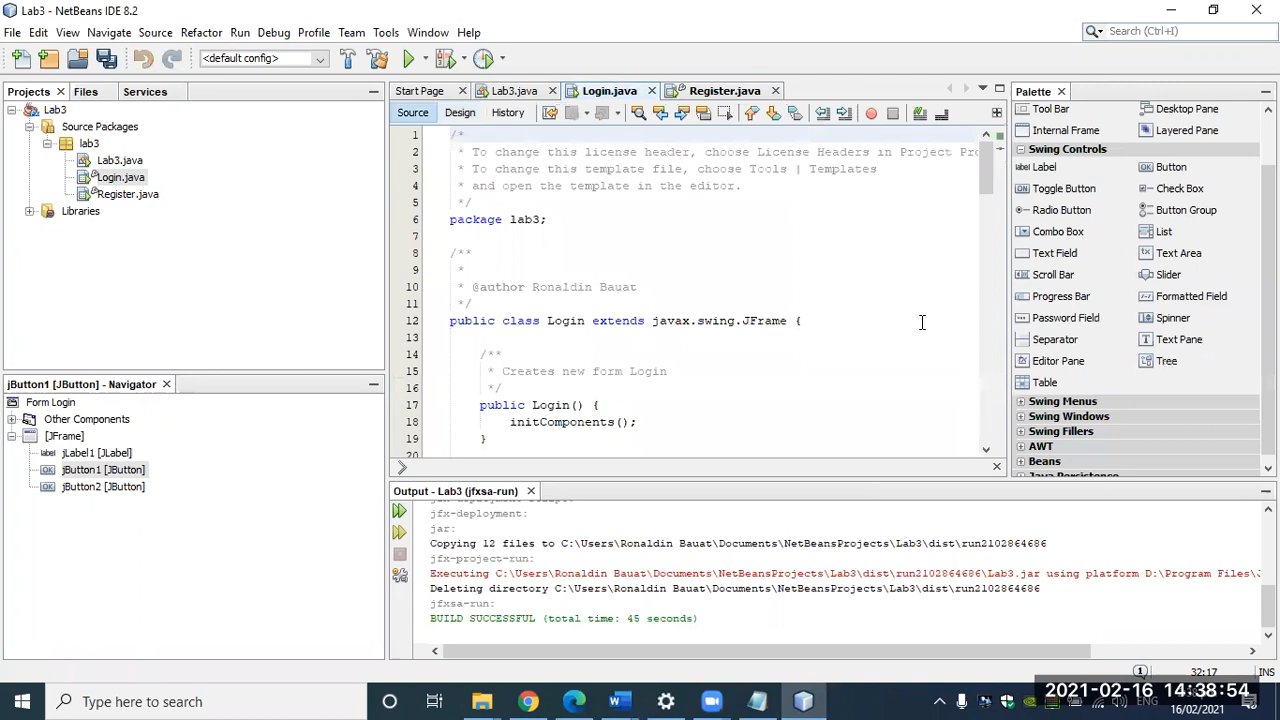 Lab3 - NetBeans IDE 8.2
File Edit View Navigate Source Refactor Run Debug Profile Team Tools Window Help
Search (Ctrl+I)
<default config>
Projects Files Services
Start Page Lab3.java Login.java Register.java
Palette
Source Design History
Lab3
Source Packages
lab3
Lab3.java
Login.java
Register.java
Libraries
1 /*
2 * To change this license header, choose License Headers in Project Pro
3 * To change this template file, choose Tools | Templates
4 * and open the template in the editor.
5 */
6 package lab3;
7
8 /**
9 *
10 * @author Ronaldin Bauat
11 */
12 public class Login extends javax.swing.JFrame {
13
14 /**
15 * Creates new form Login
16 */
17 public Login() {
18 initComponents();
19 }
20
Tool Bar Desktop Pane
Internal Frame Layered Pane
Swing Controls
Label Button
Toggle Button Check Box
Radio Button Button Group
Combo Box List
Text Field Text Area
Scroll Bar Slider
Progress Bar Formatted Field
Password Field Spinner
Separator Text Pane
Editor Pane Tree
Table
Swing Menus
Swing Windows
Swing Fillers
AWT
Beans
Java Persistence
jButton1 [JButton] - Navigator
Form Login
Other Components
[JFrame]
label jLabel1 [JLabel]
OK jButton1 [JButton]
OK jButton2 [JButton]
Output - Lab3 (jfxsa-run)
jfx-deployment:
jar:
Copying 12 files to C:\Users\Ronaldin Bauat\Documents\NetBeansProjects\Lab3\dist\run2102864686
jfx-project-run:
Executing C:\Users\Ronaldin Bauat\Documents\NetBeansProjects\Lab3\dist\run2102864686\Lab3.jar using platform D:\Program Files\J
Deleting directory C:\Users\Ronaldin Bauat\Documents\NetBeansProjects\Lab3\dist\run2102864686
jfxsa-run:
BUILD SUCCESSFUL (total time: 45 seconds)
1 32:17 INS
Type here to search
ENG
2021-02-16 14:38:54
16/02/2021